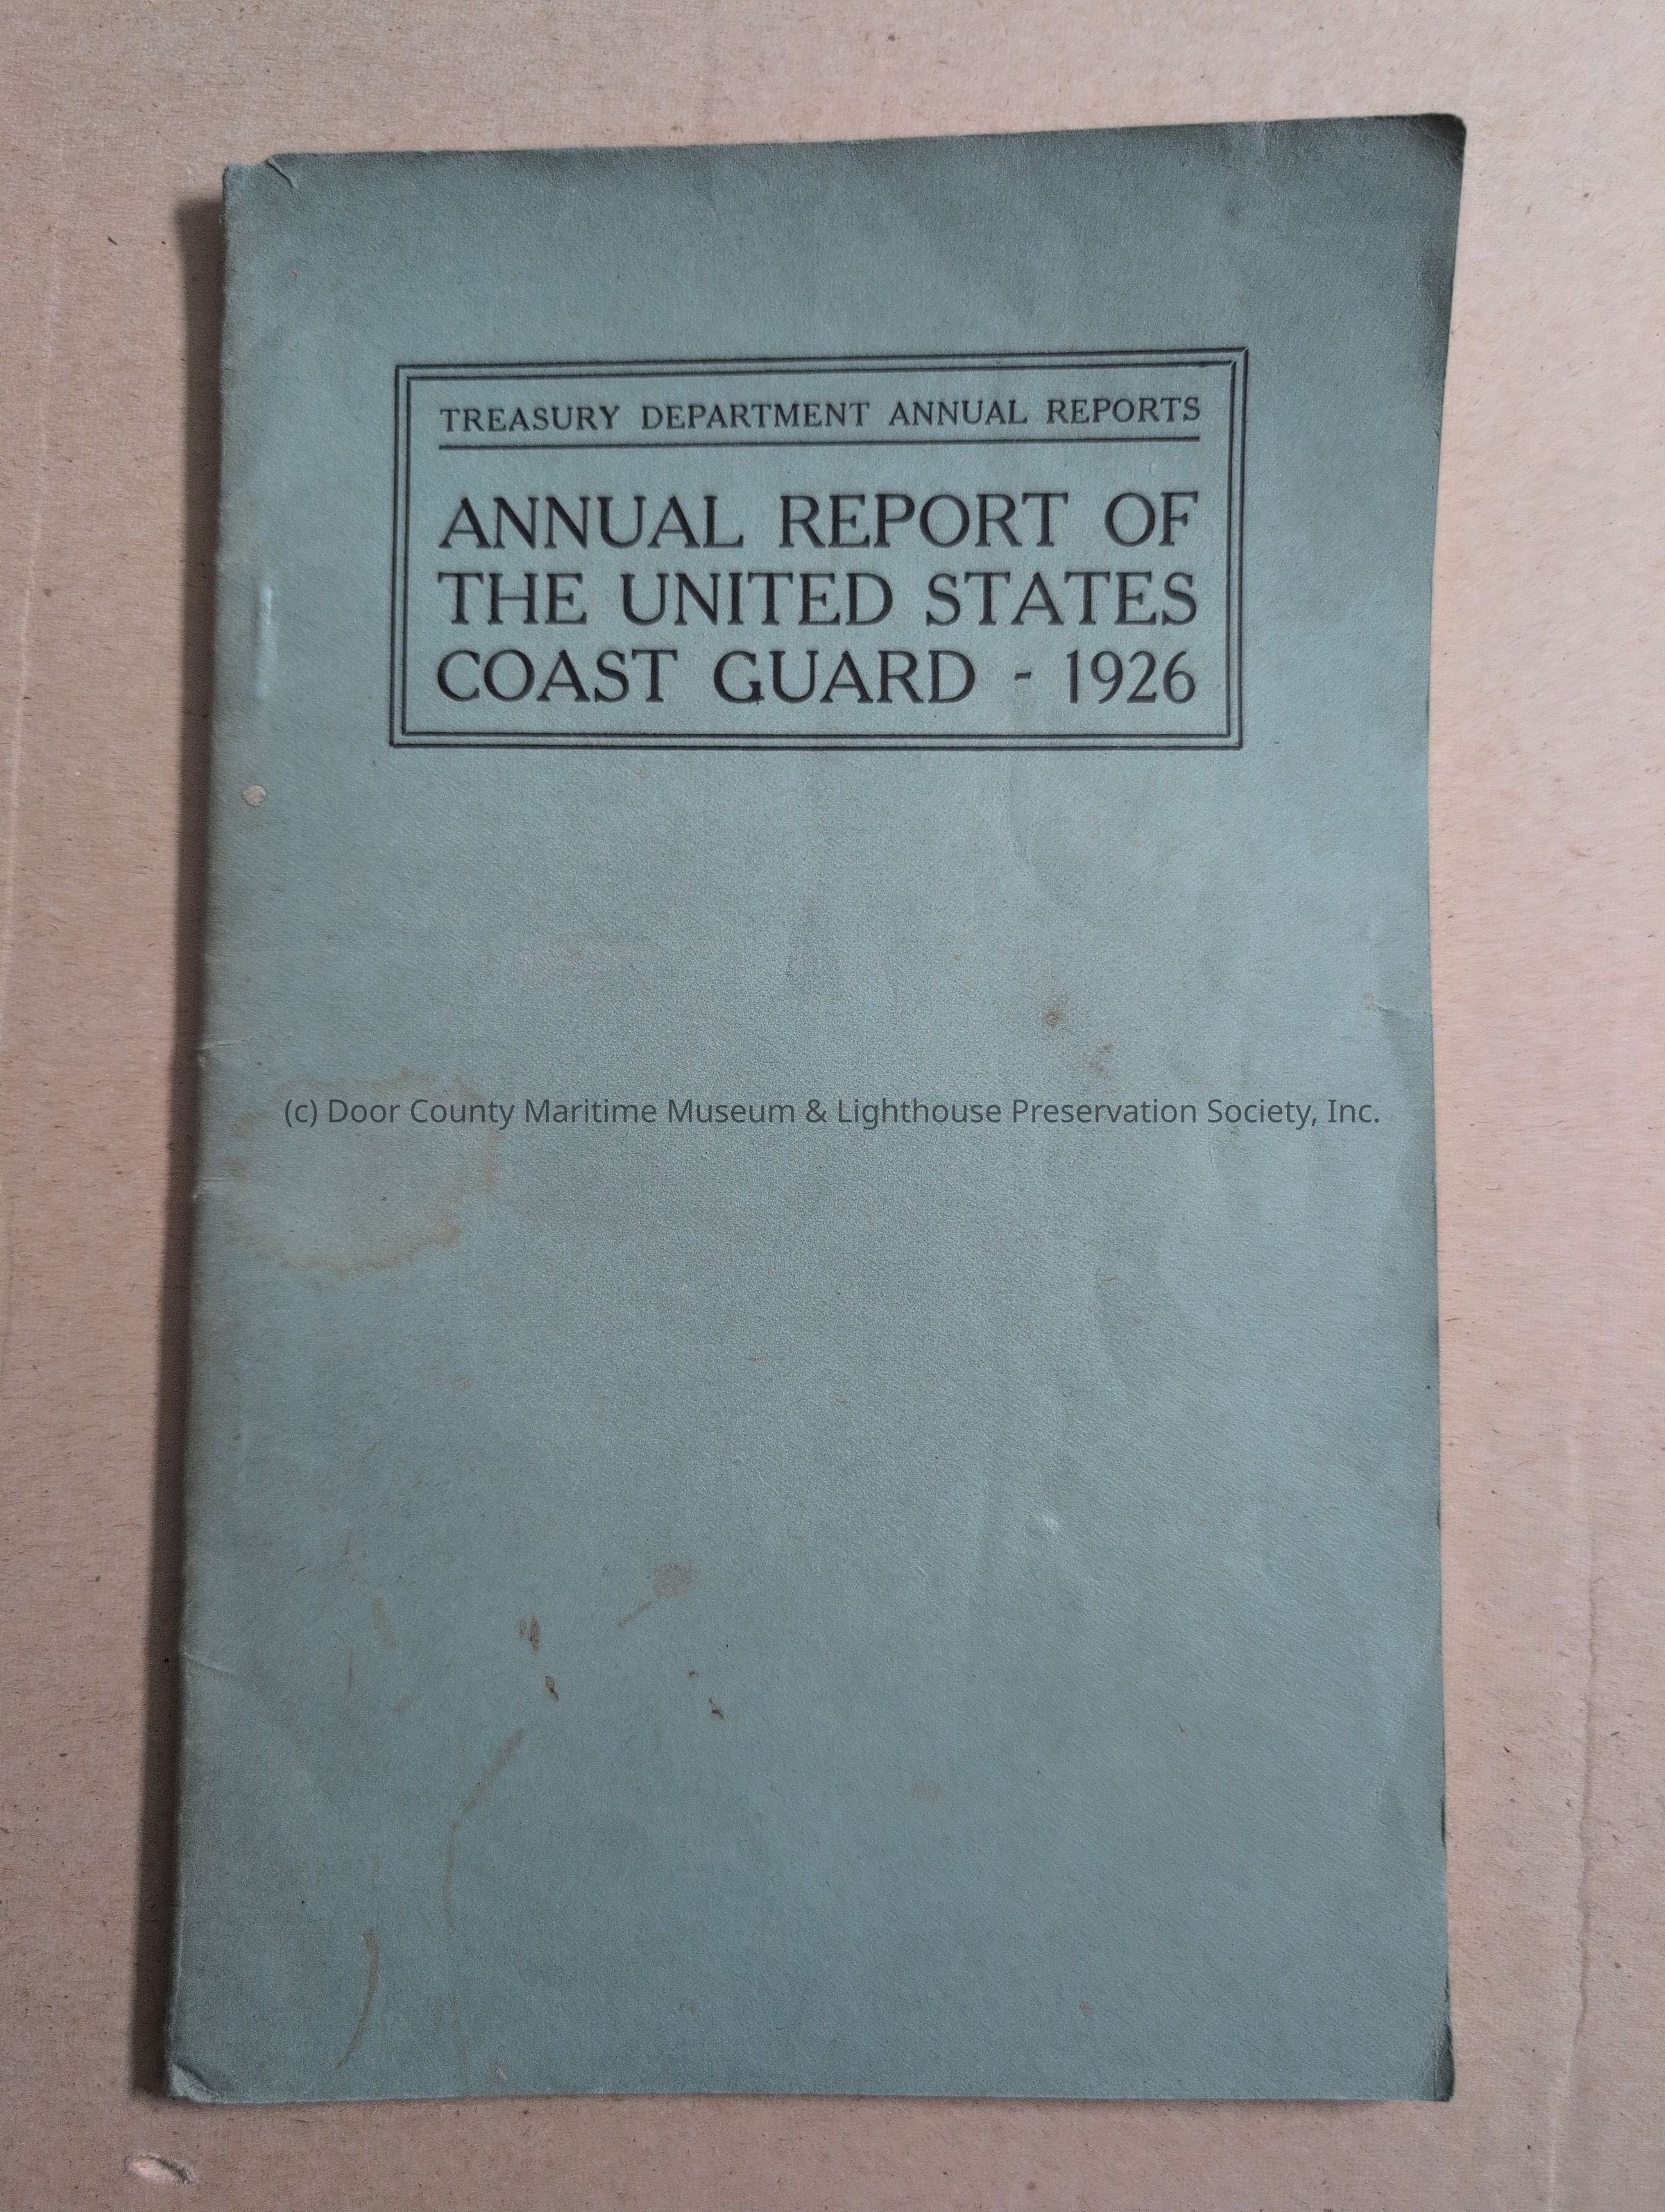 TREASURY DEPARTMENT ANNUAL REPORTS
ANNUAL REPORT OF
THE UNITED STATES
COAST GUARD - 1926
(c) Door County Maritime Museum & Lighthouse Preservation Society, Inc.